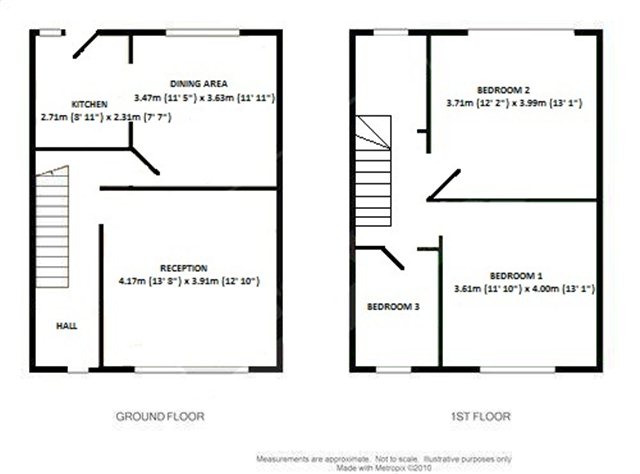 DINING AREA
3.47m (11' 5") x 3.63m (11' 11")
KITCHEN
2.71m (8' 11") x 2.31m (7' 7")
RECEPTION
4.17m (13' 8") x 3.91m (12' 10")
HALL
GROUND FLOOR
BEDROOM 2
3.71m (12' 2") x 3.99m (13' 1")
BEDROOM 1
3.61m (11' 10") x 4.00m (13' 1")
BEDROOM 3
1ST FLOOR
Measurements are approximate. Not to scale. Illustrative purposes only
Made with Metropix ©2010